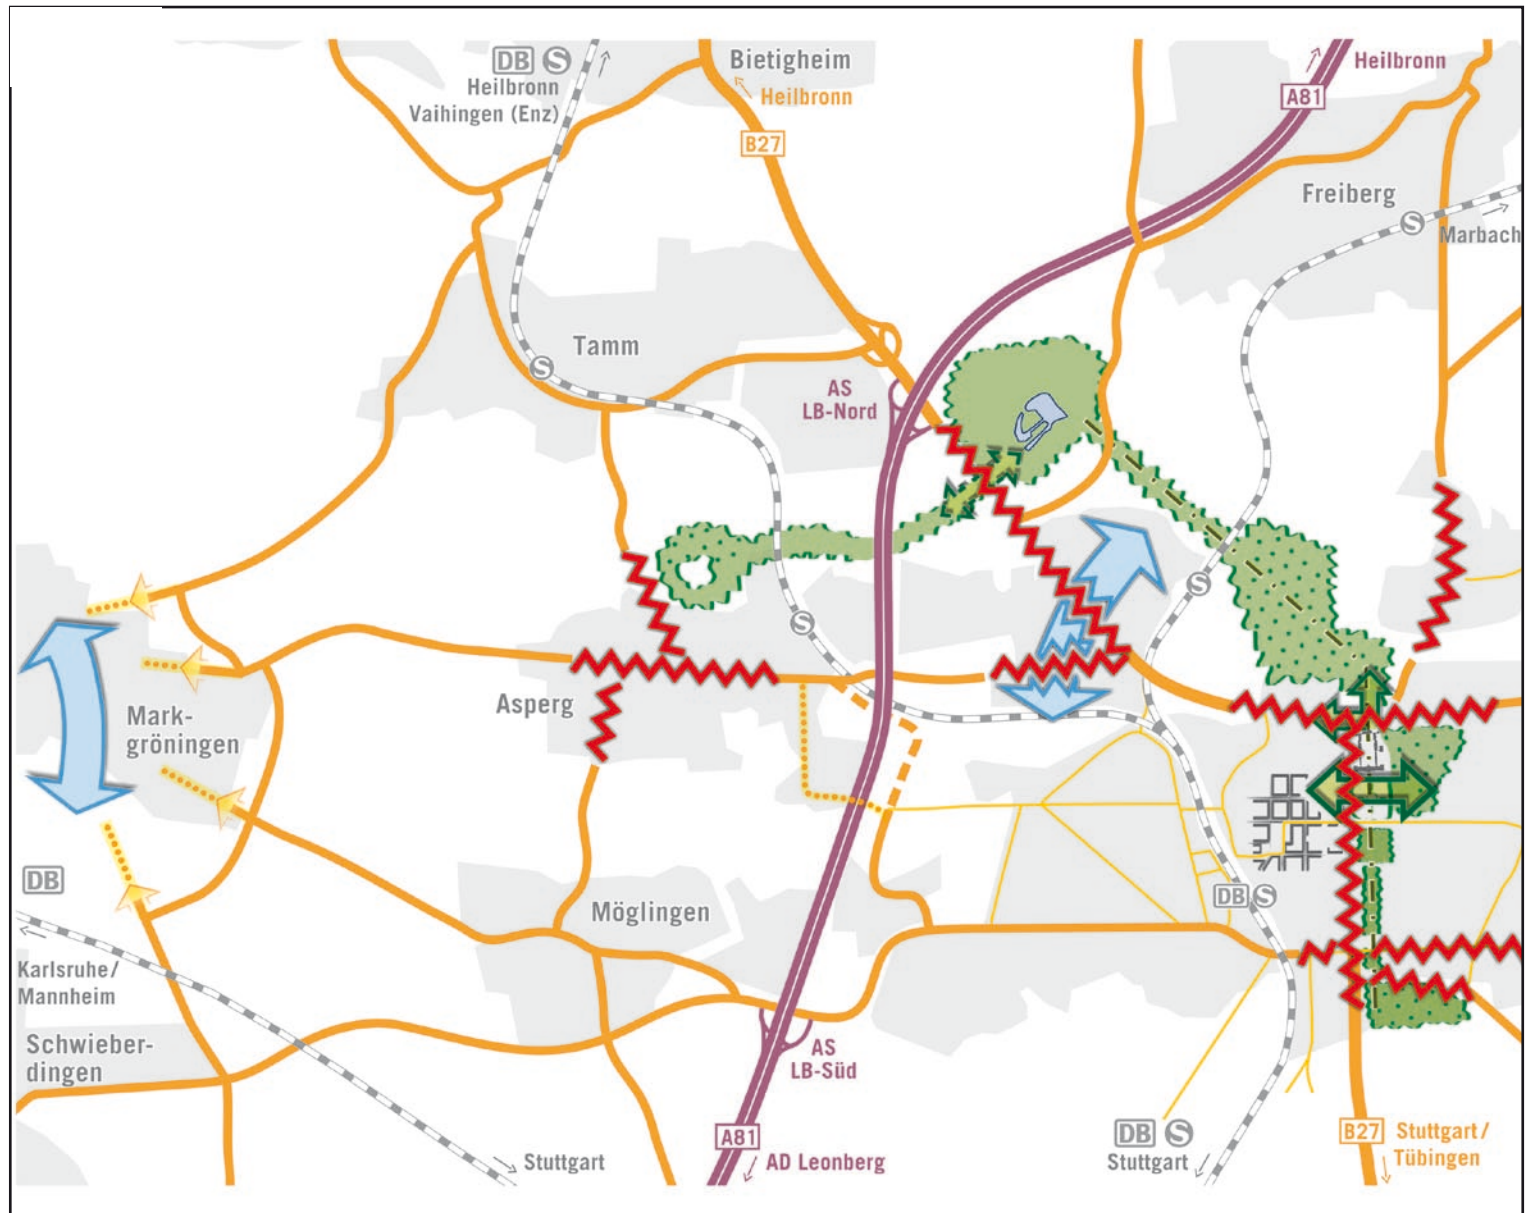 DB S
Heilbronn
Vaihingen (Enz)
Bietigheim
Heilbronn
B27
Heilbronn
A81
Freiberg
S
Marbach
Tamm
S
AS
LB-Nord
S
S
Asperg
Mark-
gröningen
DB
Möglingen
DB S
Karlsruhe/
Mannheim
Schwieber-
dingen
AS
LB-Süd
A81
AD Leonberg
Stuttgart
DB S
Stuttgart
B27
Stuttgart/
Tübingen